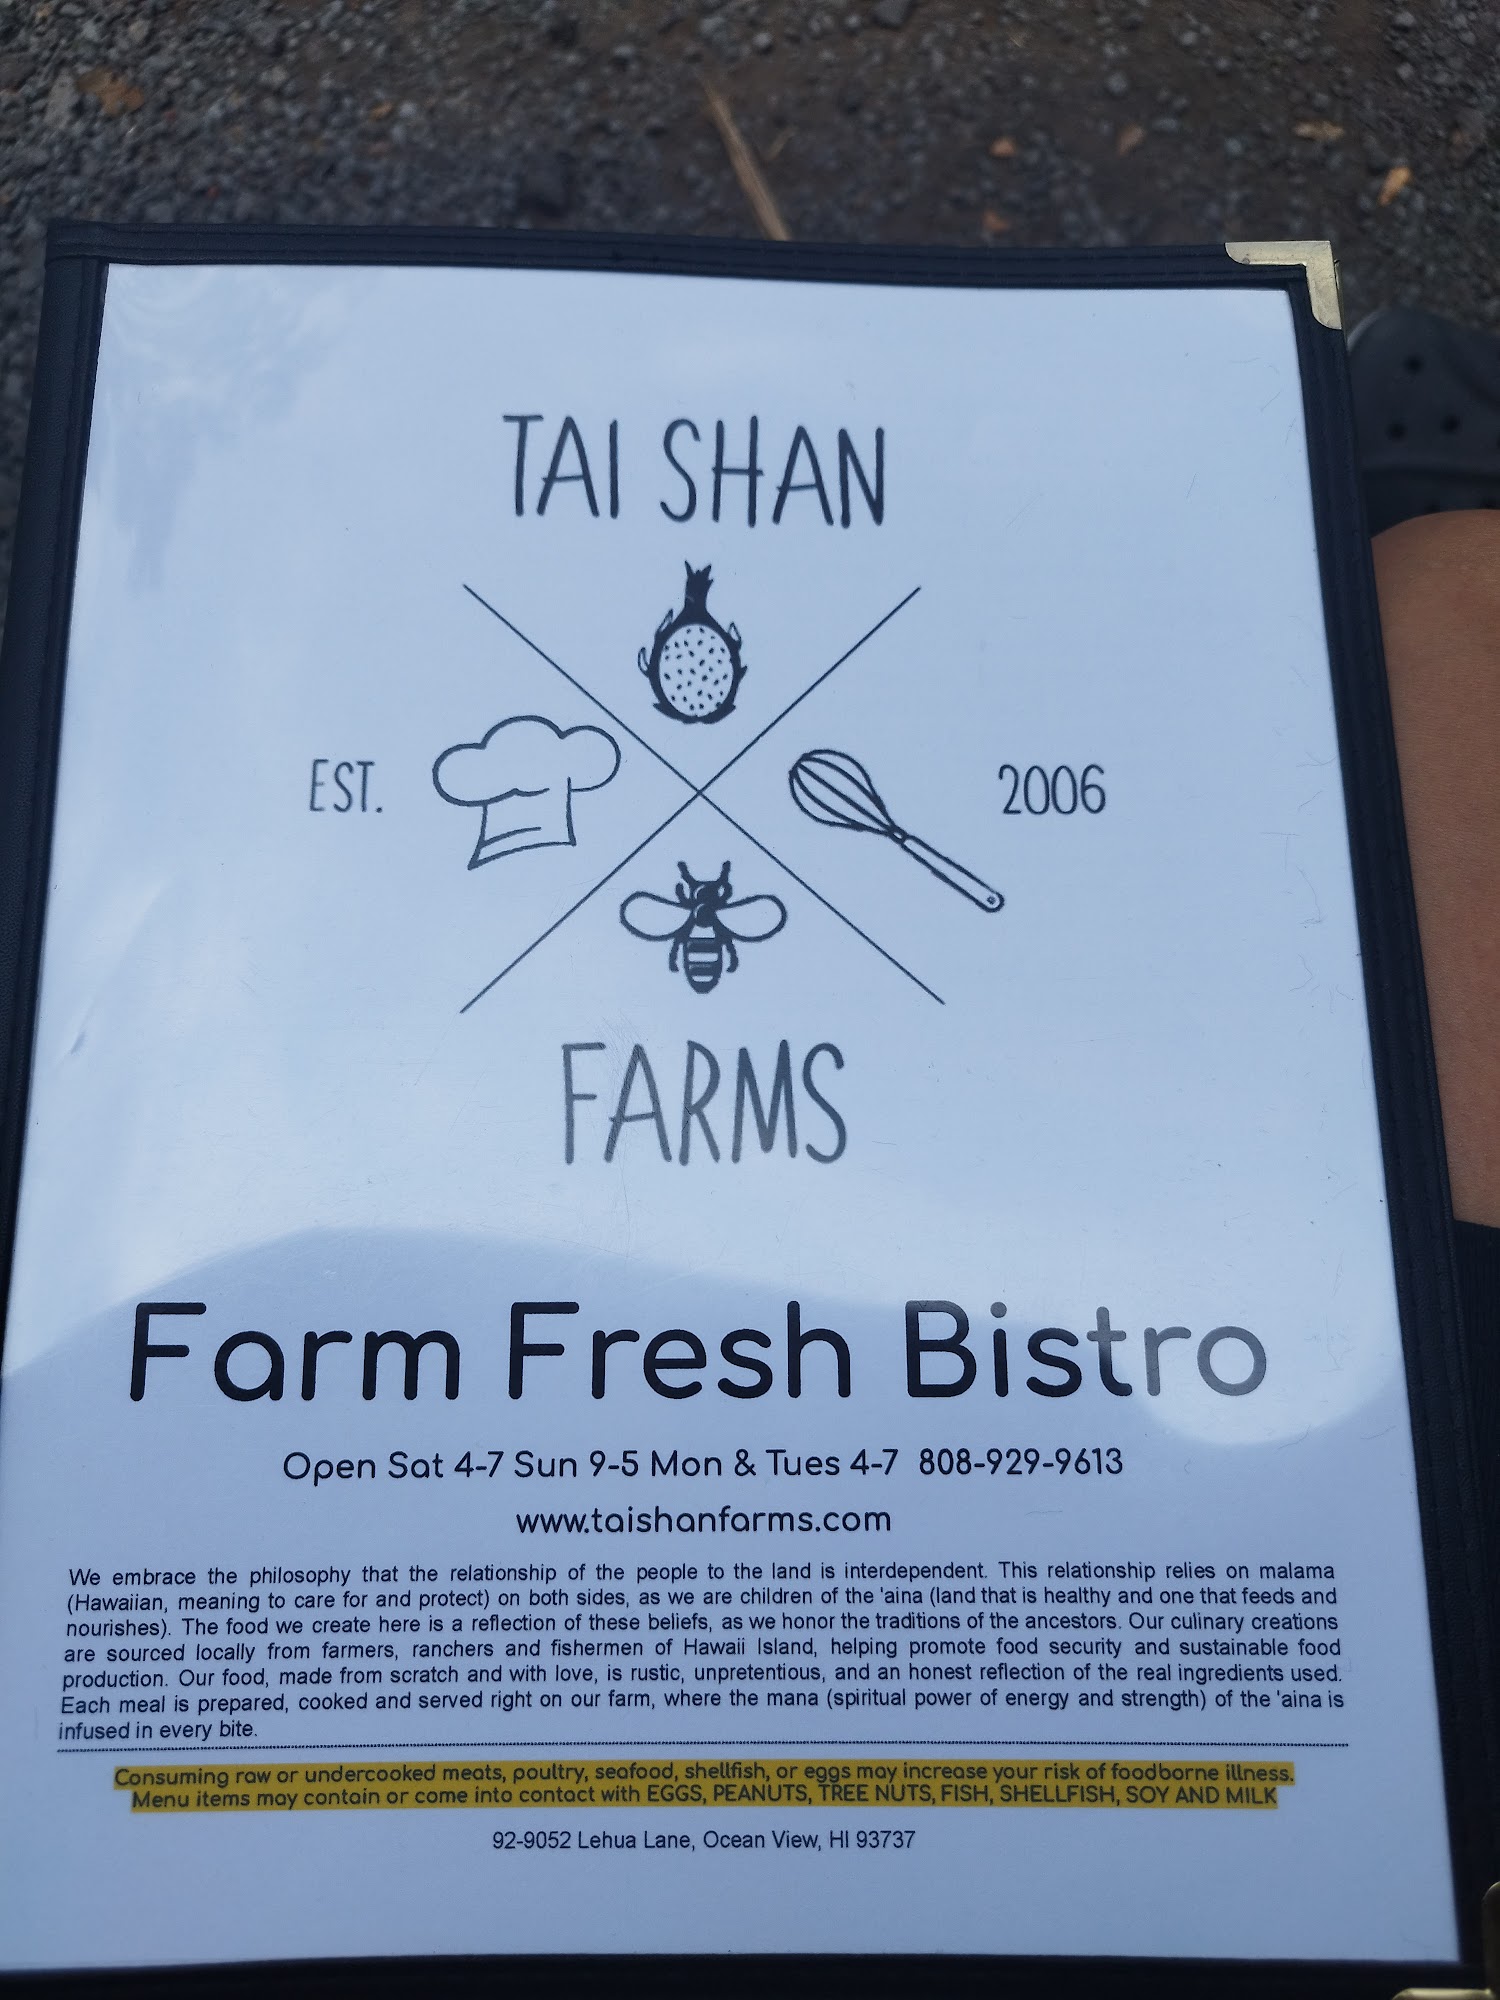 TAI SHAN
EST.
2006
FARMS
Farm Fresh Bistro
Open Sat 4-7 Sun 9-5 Mon & Tues 4-7 808-929-9613
www.taishanfarms.com
We embrace the philosophy that the relationship of the people to the land is interdependent. This relationship relies on malama
(Hawaiian, meaning to care for and protect) on both sides, as we are children of the 'aina (land that is healthy and one that feeds and
nourishes). The food we create here is a reflection of these beliefs, as we honor the traditions of the ancestors. Our culinary creations
are sourced locally from farmers, ranchers and fishermen of Hawaii Island, helping promote food security and sustainable food
production. Our food, made from scratch and with love, is rustic, unpretentious, and an honest reflection of the real ingredients used.
Each meal is prepared, cooked and served right on our farm, where the mana (spiritual power of energy and strength) of the 'aina is
infused in every bite.
Consuming raw or undercooked meats, poultry, seafood, shellfish, or eggs may increase your risk of foodborne illness.
Menu items may contain or come into contact with EGGS, PEANUTS, TREE NUTS, FISH, SHELLFISH, SOY AND MILK
92-9052 Lehua Lane, Ocean View, HI 93737